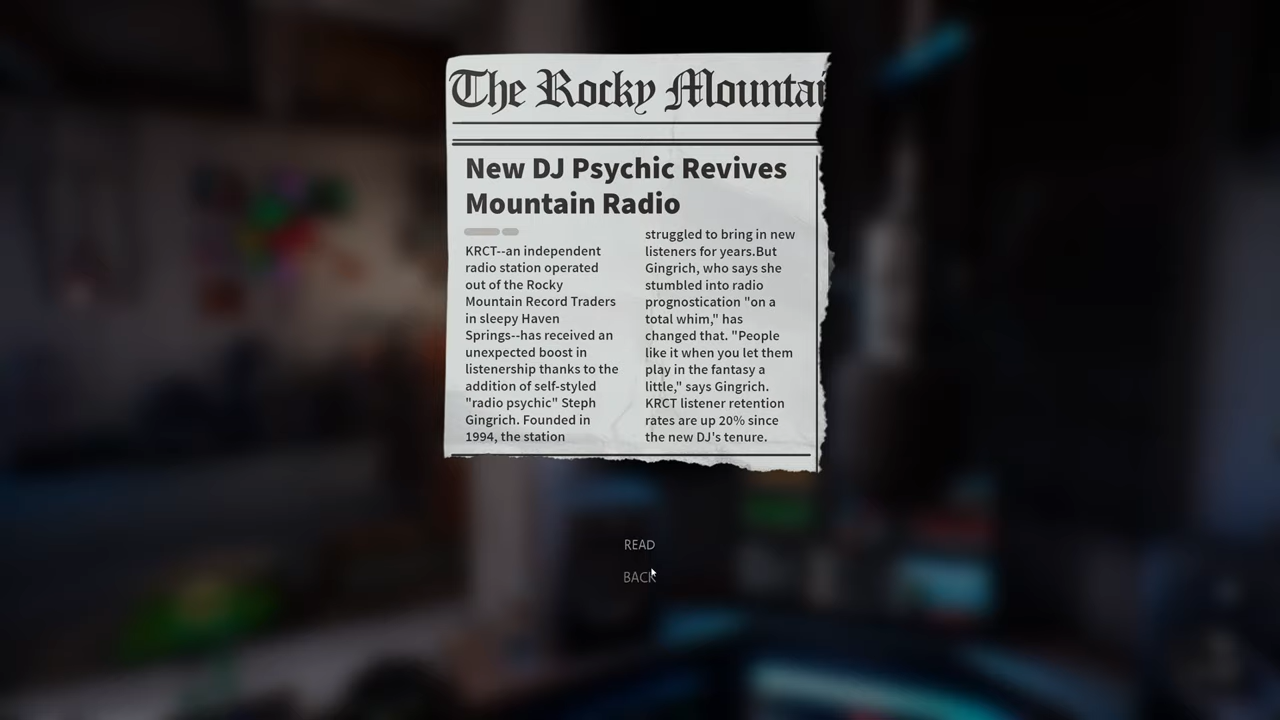 The Rocky Mountai
New DJ Psychic Revives
Mountain Radio
KRCT--an independent
radio station operated
out of the Rocky
Mountain Record Traders
in sleepy Haven
Springs--has received an
unexpected boost in
listenership thanks to the
addition of self-styled
"radio psychic" Steph
Gingrich. Founded in
1994, the station
struggled to bring in new
listeners for years.But
Gingrich, who says she
stumbled into radio
prognostication "on a
total whim," has
changed that. "People
like it when you let them
play in the fantasy a
little," says Gingrich.
KRCT listener retention
rates are up 20% since
the new DJ's tenure.
READ
BACK